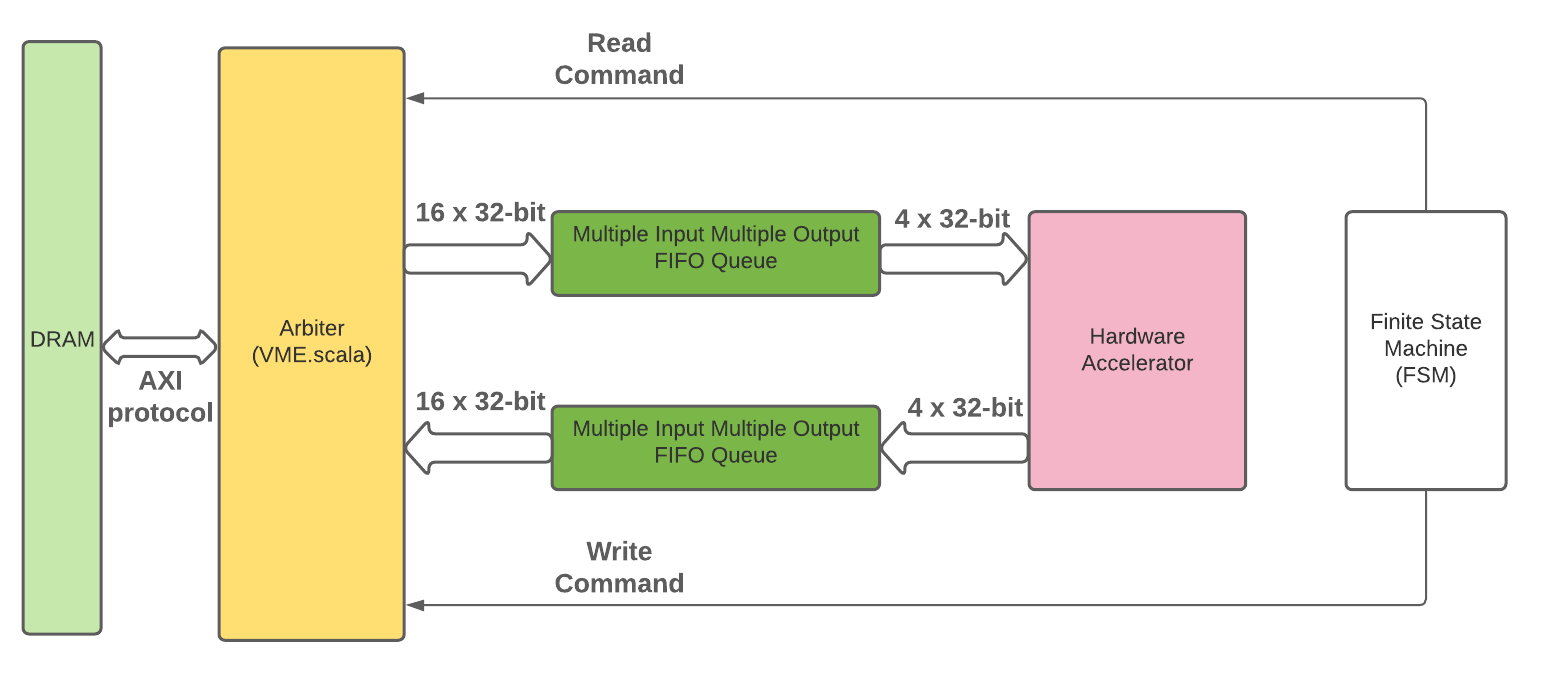 Read
Command
16 x 32-bit
Multiple Input Multiple Output
FIFO Queue
4 x 32-bit
DRAM
AXI
protocol
Arbiter
(VME.scala)
Hardware
Accelerator
Finite State
Machine
(FSM)
16 x 32-bit
Multiple Input Multiple Output
FIFO Queue
4 x 32-bit
Write
Command